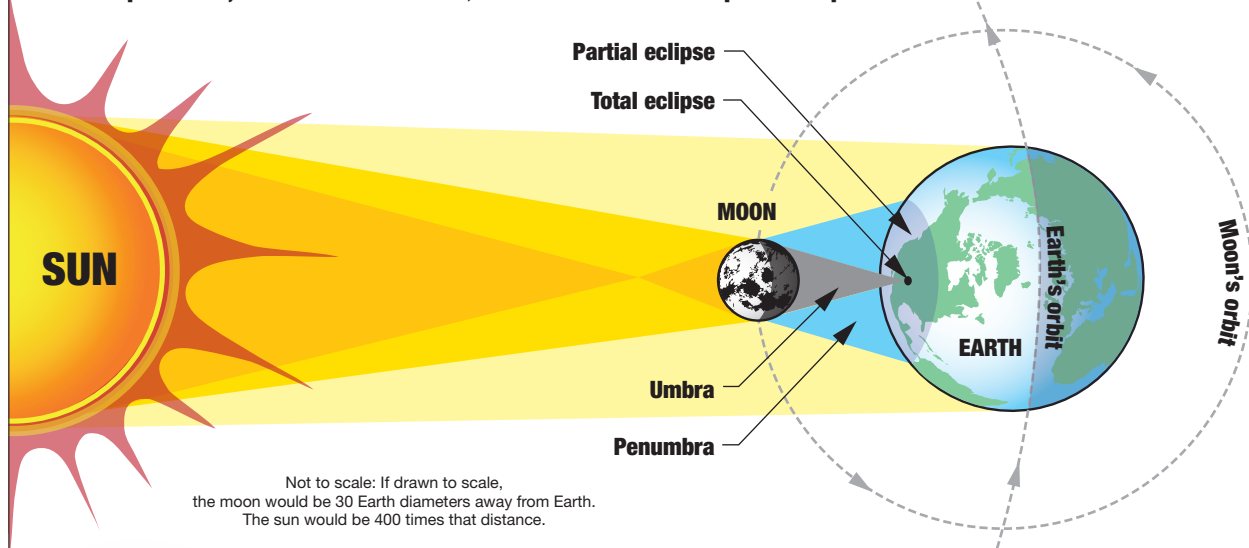 Partial eclipse
Total eclipse
MOON
SUN
Earth's orbit
Moon's orbit
EARTH
Umbra
Penumbra
Not to scale: If drawn to scale,
the moon would be 30 Earth diameters away from Earth.
The sun would be 400 times that distance.